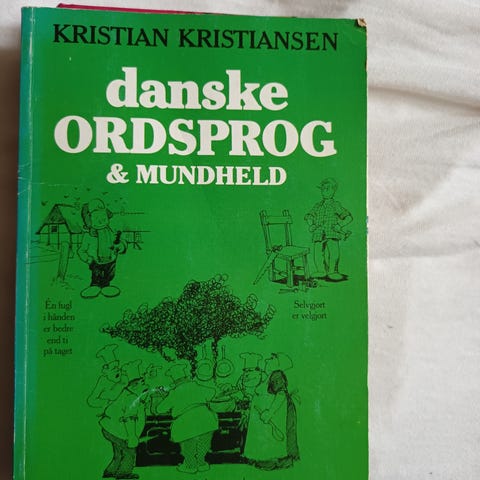 KRISTIAN KRISTIANSEN
danske
ORDSPROG
& MUNDHELD
Én fugl
i hånden
er bedre
end ti
på taget
Selvgjort
er velgjort